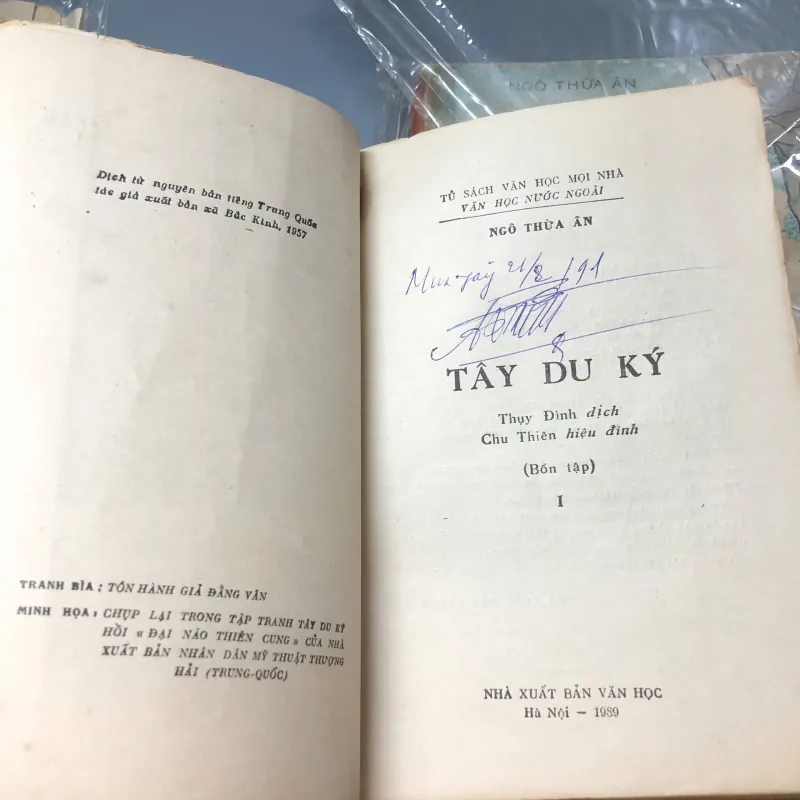 Dịch từ nguyên bản tiếng Trung Quốc
tác giả xuất bản xã Bắc Kinh, 1957
TRANH BÌA: TÔN HÀNH GIẢ ĐẰNG VÂN
MINH HỌA: CHỤP LẠI TRONG TẬP TRANH TÂY DU KÝ
HỒI «ĐẠI NÁO THIÊN CUNG» CỦA NHÀ
XUẤT BẢN NHÂN DÂN MỸ THUẬT THƯỢNG
HẢI (TRUNG-QUỐC)
NGÔ THỪA ÂN
TỦ SÁCH VĂN HỌC MỌI NHÀ
VĂN HỌC NƯỚC NGOÀI
NGÔ THỪA ÂN
Mua ngày 21/8/91
TÂY DU KÝ
Thụy Đình dịch
Chu Thiên hiệu đính
(Bốn tập)
I
NHÀ XUẤT BẢN VĂN HỌC
Hà Nội - 1989